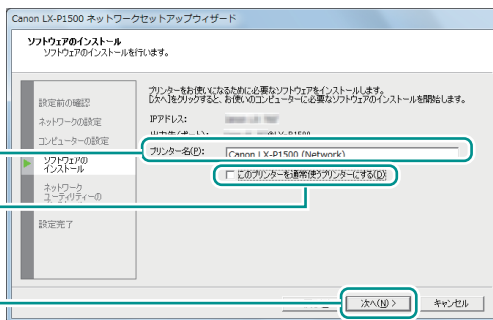 Canon LX-P1500 ネットワークセットアップウィザード
ソフトウェアのインストール
ソフトウェアのインストールを行います。
設定前の確認
ネットワークの設定
コンピューターの設定
ソフトウェアの
インストール
ネットワーク
ユーティリティーの
設定完了
プリンターをお使いになるために必要なソフトウェアをインストールします。
[次へ]をクリックすると、お使いのコンピューターに必要なソフトウェアのインストールを開始します。
IPアドレス:
出力先(ポート):
@LX-P1500
プリンター名(P):
Canon LX-P1500 (Network)
このプリンターを通常使うプリンターにする(D)
次へ(N) >
キャンセル